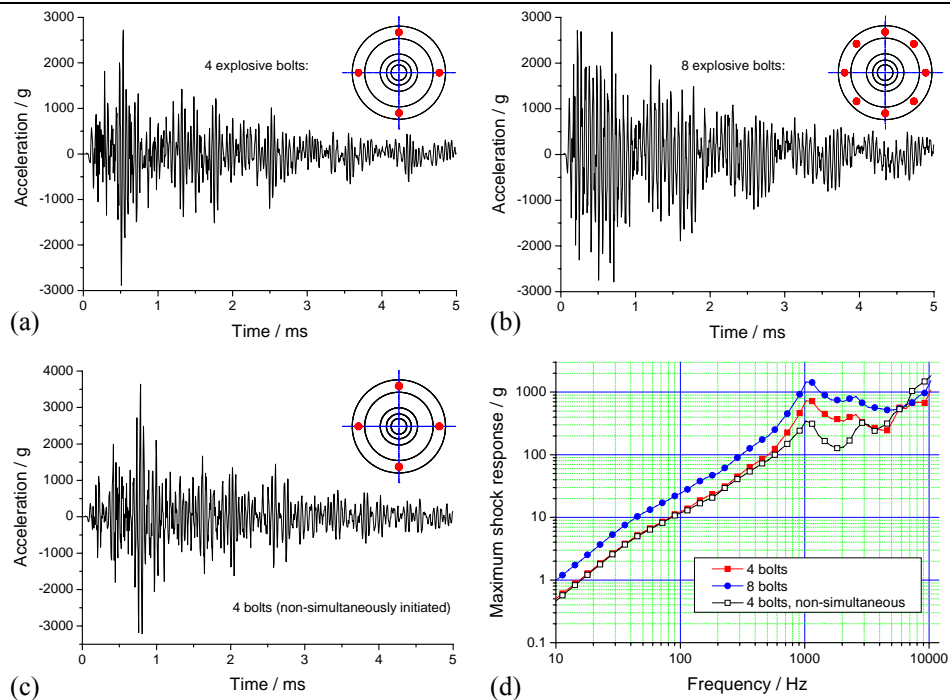 3000
2000
1000
0
-1000
-2000
-3000
Acceleration / g
4 explosive bolts:
0 1 2 3 4 5
Time / ms
(a)
3000
2000
1000
0
-1000
-2000
-3000
Acceleration / g
8 explosive bolts:
0 1 2 3 4 5
Time / ms
(b)
4000
3000
2000
1000
0
-1000
-2000
-3000
Acceleration / g
4 bolts (non-simultaneously initiated)
0 1 2 3 4 5
Time / ms
(c)
1000
100
10
1
0.1
Maximum shock response / g
4 bolts
8 bolts
4 bolts, non-simultaneous
10 100 1000 10000
Frequency / Hz
(d)